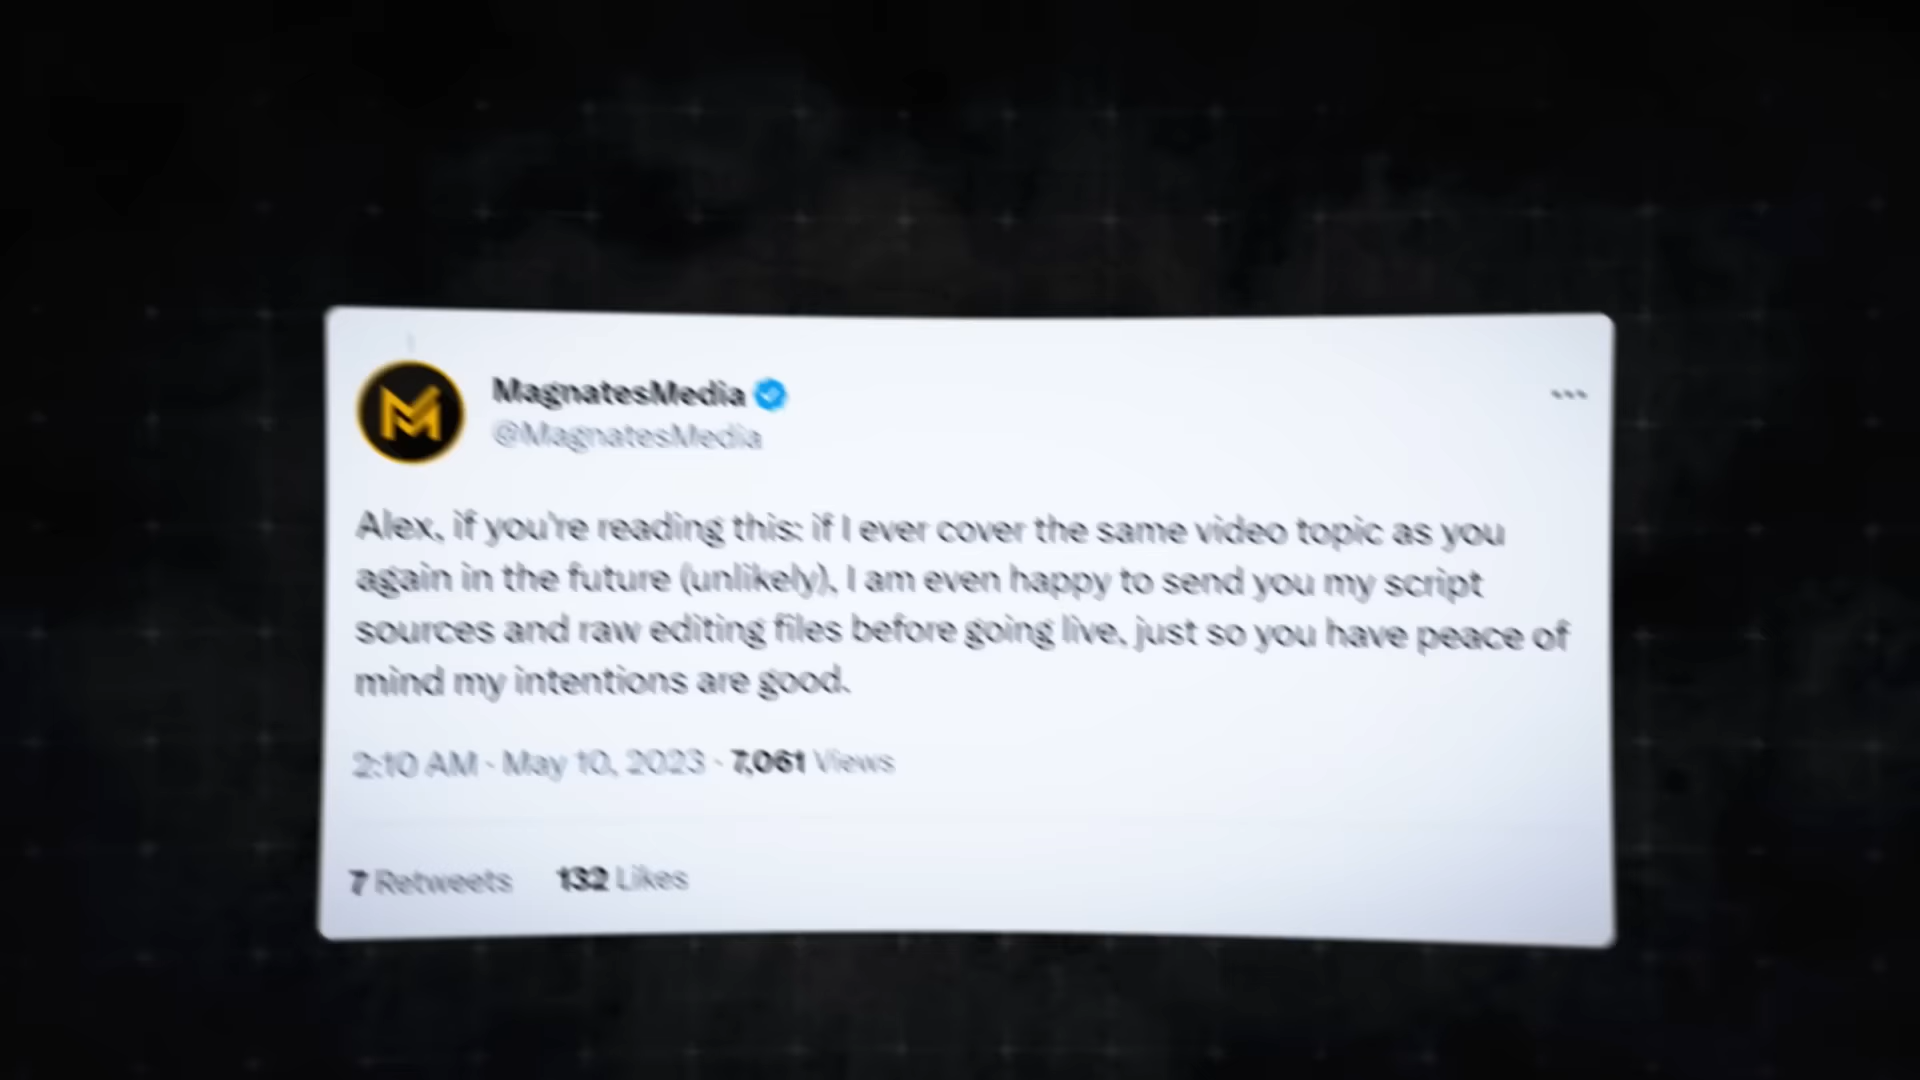 MagnatesMedia
@MagnatesMedia
Alex, if you're reading this: if I ever cover the same video topic as you
again in the future (unlikely), I am even happy to send you my script
sources and raw editing files before going live, just so you have peace of
mind my intentions are good.
2:10 AM · May 10, 2023 · 7,061 Views
7 Retweets 132 Likes